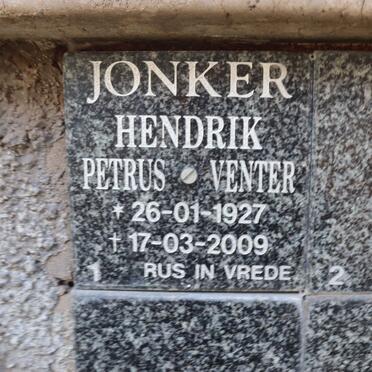 JONKER
HENDRIK
PETRUS VENTER
* 26-01-1927
† 17-03-2009
1 RUS IN VREDE 2